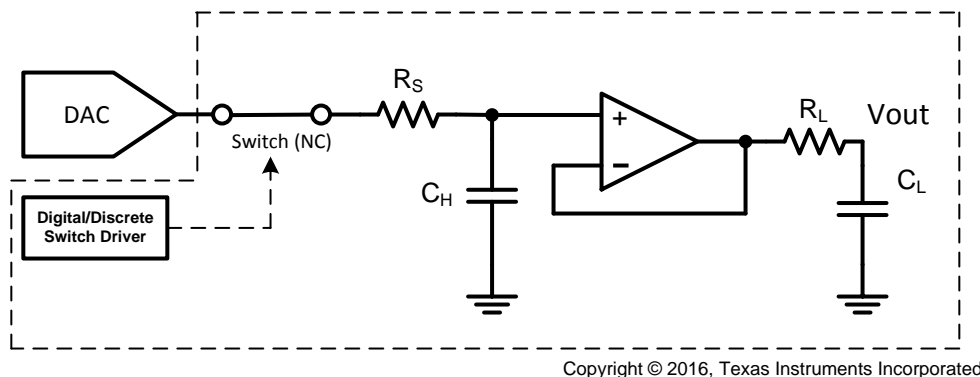 DAC
Switch (NC)
R_S
C_H
+
−
R_L
Vout
C_L
Digital/Discrete
Switch Driver
Copyright © 2016, Texas Instruments Incorporated